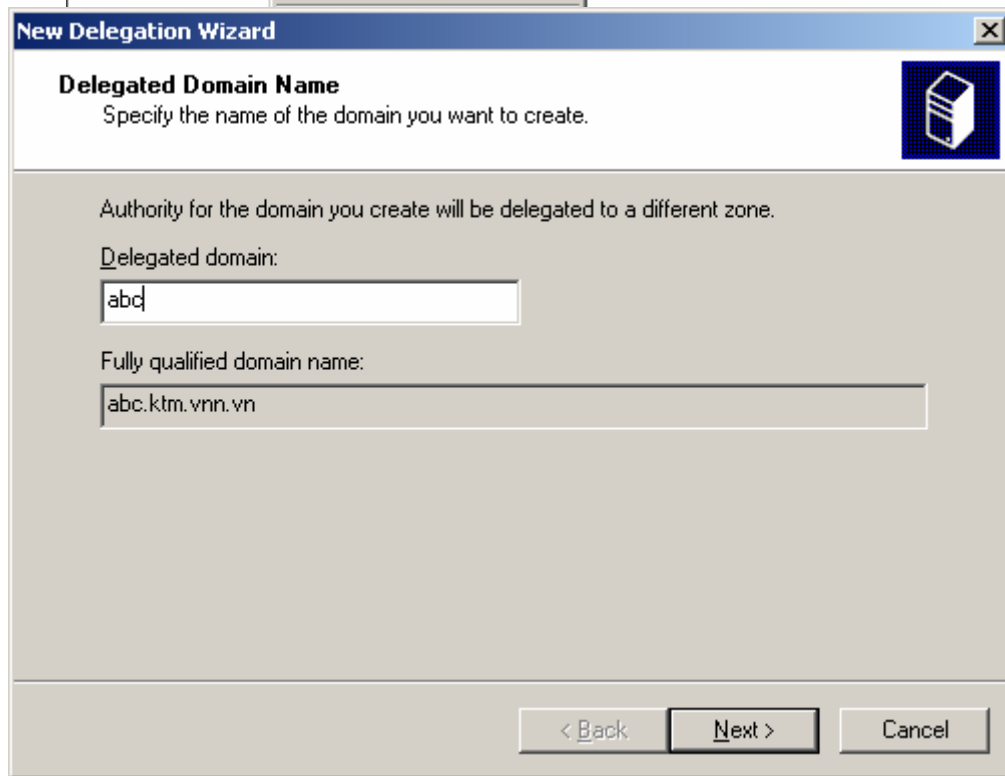 New Delegation Wizard
Delegated Domain Name
Specify the name of the domain you want to create.
Authority for the domain you create will be delegated to a different zone.
Delegated domain:
abc
Fully qualified domain name:
abc.ktm.vnn.vn
< Back Next > Cancel